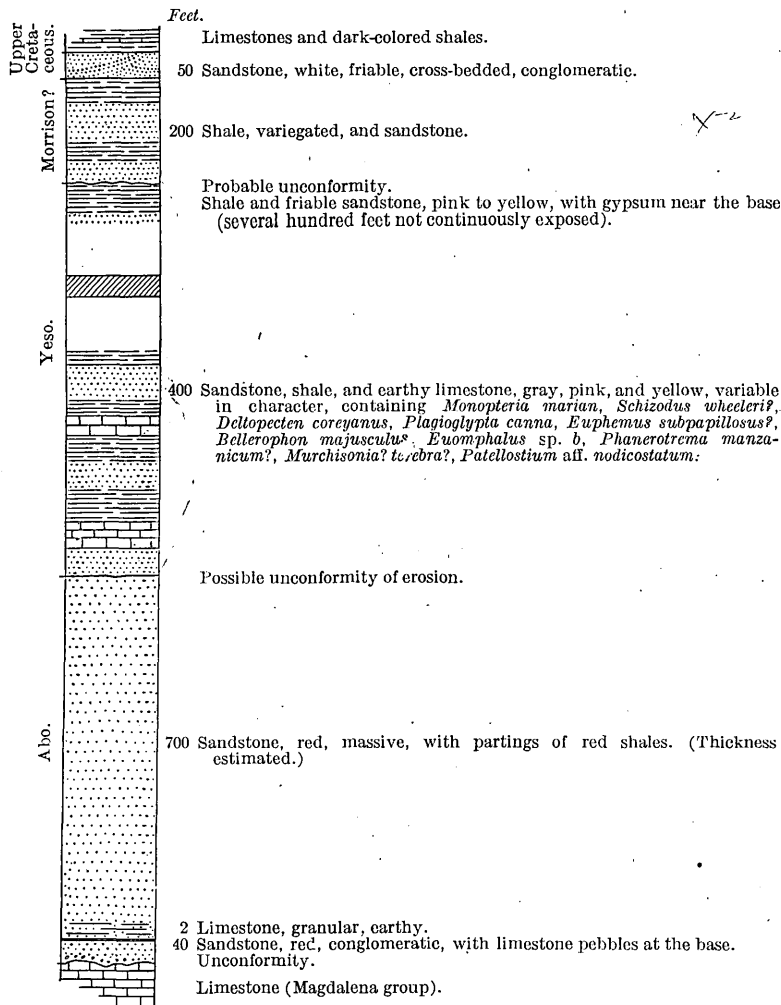 Feet.
Upper
Creta-
ceous.
Limestones and dark-colored shales.
50 Sandstone, white, friable, cross-bedded, conglomeratic.
Morrison?
200 Shale, variegated, and sandstone.
Probable unconformity.
Shale and friable sandstone, pink to yellow, with gypsum near the base
(several hundred feet not continuously exposed).
Yeso.
400 Sandstone, shale, and earthy limestone, gray, pink, and yellow, variable
in character, containing Monopteria marian, Schizodus wheeleri?,
Deltopecten coreyanus, Plagioglypta canna, Euphemus subpapillosus?,
Bellerophon majusculus, Euomphalus sp. b, Phanerotrema manza-
nicum?, Murchisonia? terebra?, Patellostium aff. nodicostatum.
Possible unconformity of erosion.
Abo.
700 Sandstone, red, massive, with partings of red shales. (Thickness
estimated.)
2 Limestone, granular, earthy.
40 Sandstone, red, conglomeratic, with limestone pebbles at the base.
Unconformity.
Limestone (Magdalena group).